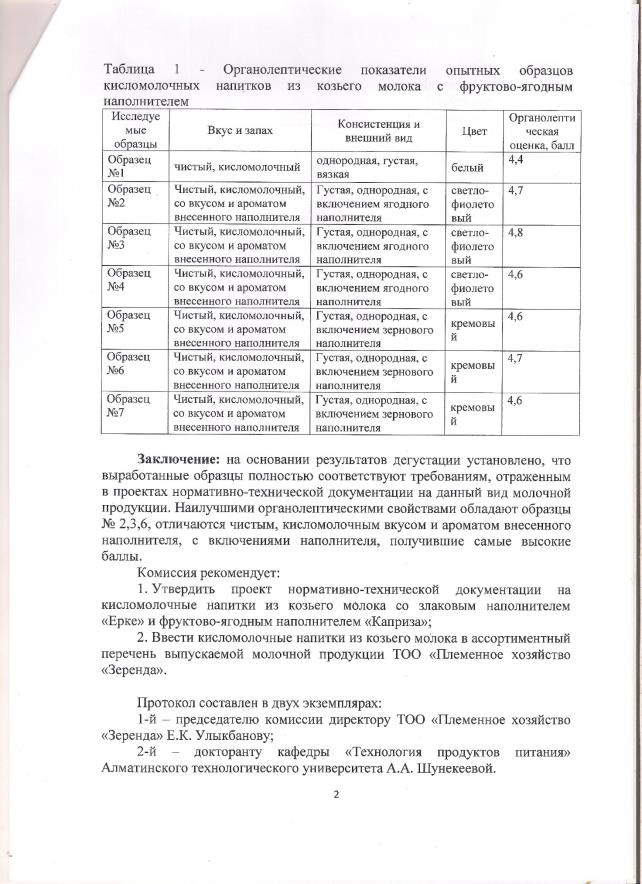 Таблица 1 - Органолептические показатели опытных образцов
кисломолочных напитков из козьего молока с фруктово-ягодным
наполнителем
Исследуе
мые
образцы
Вкус и запах
Консистенция и
внешний вид
Цвет
Органолепти
ческая
оценка, балл
Образец
№1
чистый, кисломолочный
однородная, густая,
вязкая
белый
4,4
Образец
№2
Чистый, кисломолочный,
со вкусом и ароматом
внесенного наполнителя
Густая, однородная, с
включением ягодного
наполнителя
светло-
фиолето
вый
4,7
Образец
№3
Чистый, кисломолочный,
со вкусом и ароматом
внесенного наполнителя
Густая, однородная, с
включением ягодного
наполнителя
светло-
фиолето
вый
4,8
Образец
№4
Чистый, кисломолочный,
со вкусом и ароматом
внесенного наполнителя
Густая, однородная, с
включением ягодного
наполнителя
светло-
фиолето
вый
4,6
Образец
№5
Чистый, кисломолочный,
со вкусом и ароматом
внесенного наполнителя
Густая, однородная, с
включением зернового
наполнителя
кремовы
й
4,6
Образец
№6
Чистый, кисломолочный,
со вкусом и ароматом
внесенного наполнителя
Густая, однородная, с
включением зернового
наполнителя
кремовы
й
4,7
Образец
№7
Чистый, кисломолочный,
со вкусом и ароматом
внесенного наполнителя
Густая, однородная, с
включением зернового
наполнителя
кремовы
й
4,6
Заключение: на основании результатов дегустации установлено, что
выработанные образцы полностью соответствуют требованиям, отраженным
в проектах нормативно-технической документации на данный вид молочной
продукции. Наилучшими органолептическими свойствами обладают образцы
№ 2,3,6, отличаются чистым, кисломолочным вкусом и ароматом внесенного
наполнителя, с включениями наполнителя, получившие самые высокие
баллы.
Комиссия рекомендует:
1. Утвердить проект нормативно-технической документации на
кисломолочные напитки из козьего молока со злаковым наполнителем
«Ерке» и фруктово-ягодным наполнителем «Каприза»;
2. Ввести кисломолочные напитки из козьего молока в ассортиментный
перечень выпускаемой молочной продукции ТОО «Племенное хозяйство
«Зеренда».
Протокол составлен в двух экземплярах:
1-й – председателю комиссии директору ТОО «Племенное хозяйство
«Зеренда» Е.К. Улыкбанову;
2-й – докторанту кафедры «Технология продуктов питания»
Алматинского технологического университета А.А. Шунекеевой.
2